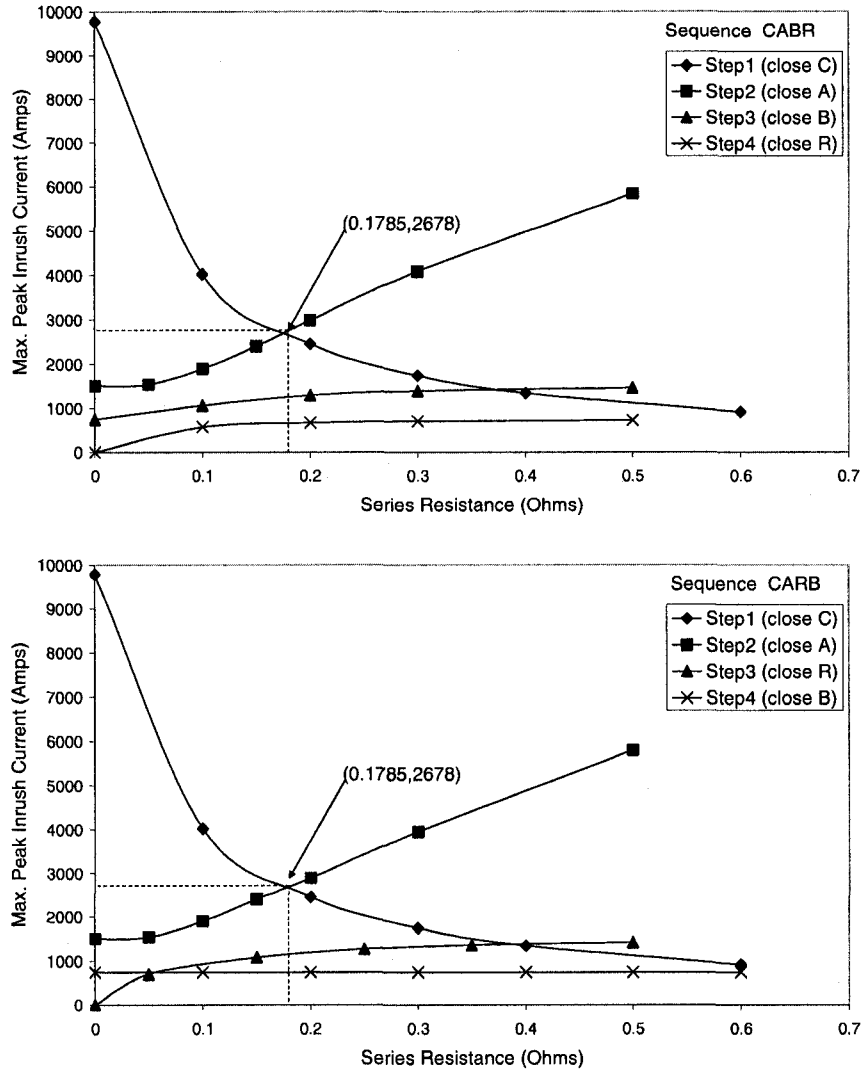 Sequence CABR
Step1 (close C)
Step2 (close A)
Step3 (close B)
Step4 (close R)
Max. Peak Inrush Current (Amps)
10000
9000
8000
7000
6000
5000
4000
3000
2000
1000
0
(0.1785,2678)
0 0.1 0.2 0.3 0.4 0.5 0.6 0.7
Series Resistance (Ohms)
Sequence CARB
Step1 (close C)
Step2 (close A)
Step3 (close R)
Step4 (close B)
Max. Peak Inrush Current (Amps)
10000
9000
8000
7000
6000
5000
4000
3000
2000
1000
0
(0.1785,2678)
0 0.1 0.2 0.3 0.4 0.5 0.6 0.7
Series Resistance (Ohms)